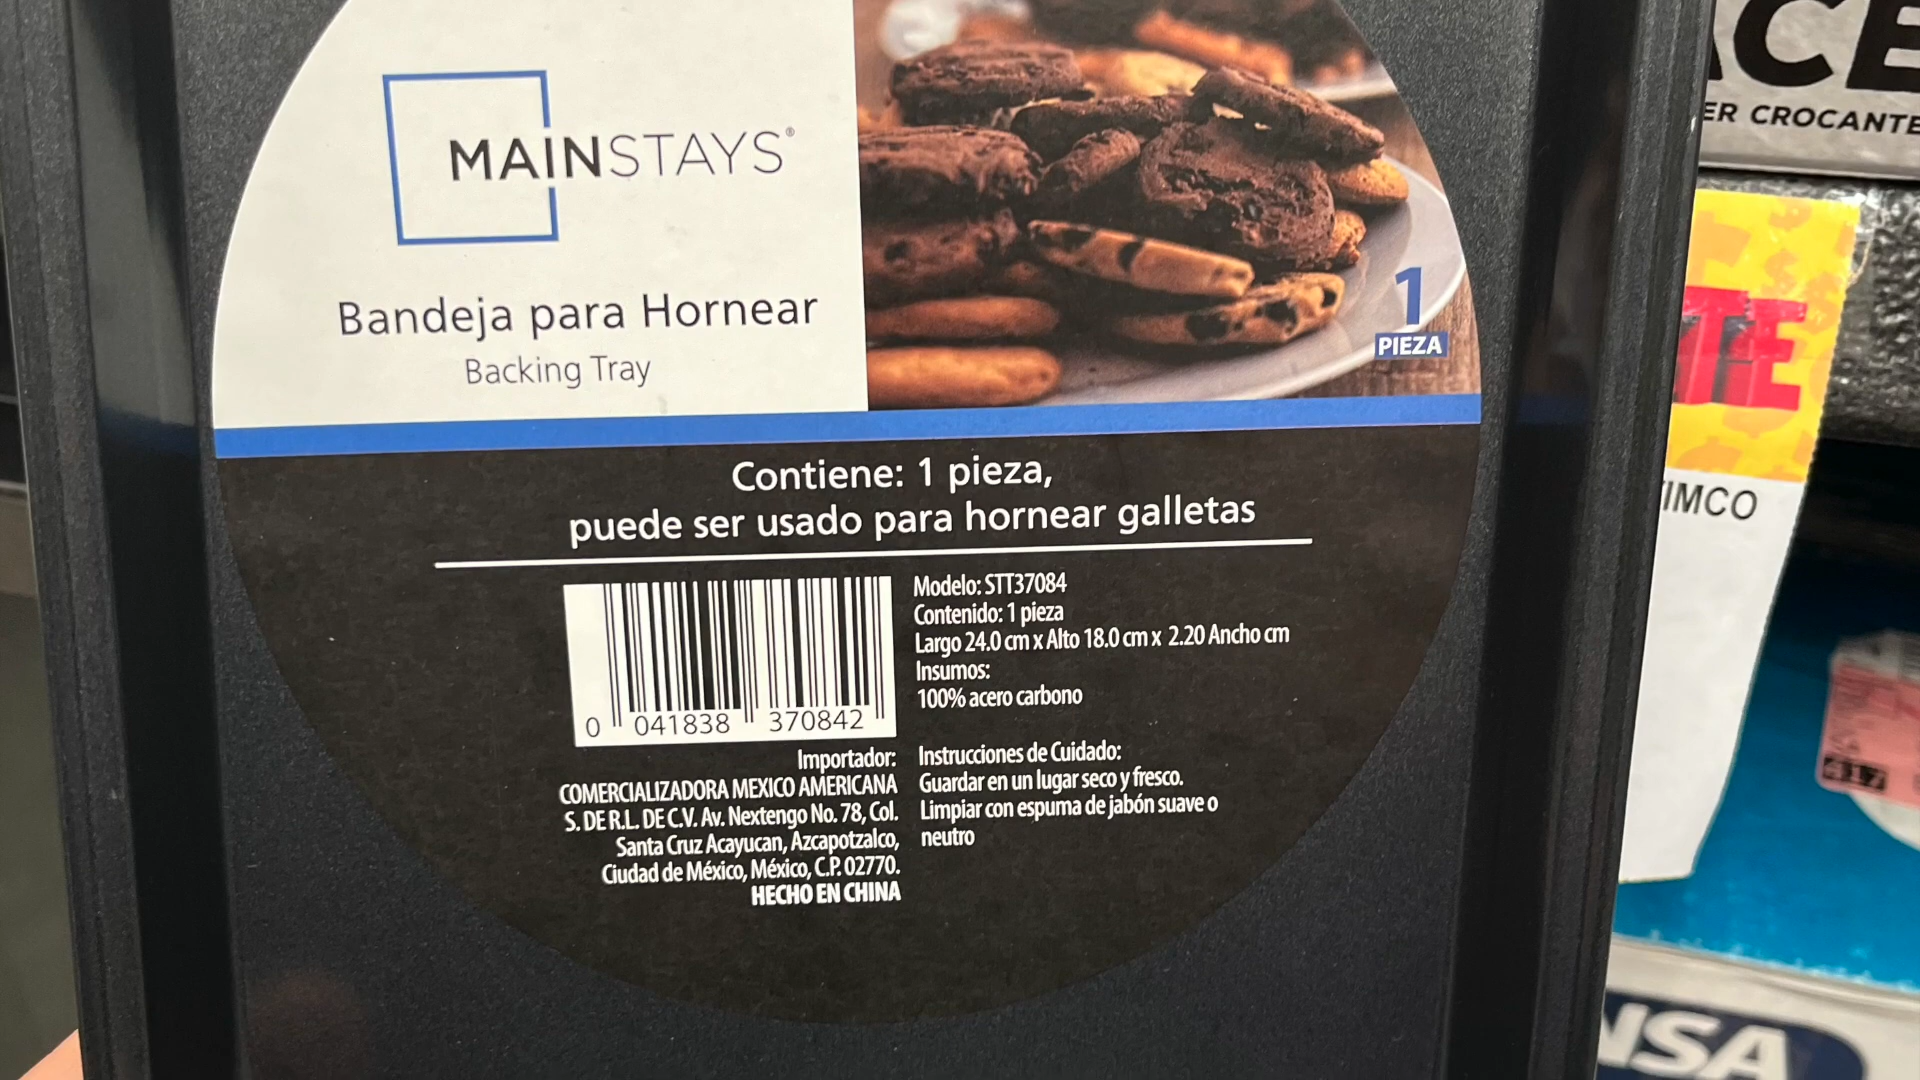 MAINSTAYS®
Bandeja para Hornear
Backing Tray
1
PIEZA
Contiene: 1 pieza,
puede ser usado para hornear galletas
0 041838 370842
Modelo: STT37084
Contenido: 1 pieza
Largo 24.0 cm x Alto 18.0 cm x 2.20 Ancho cm
Insumos:
100% acero carbono
Importador:
COMERCIALIZADORA MEXICO AMERICANA
S. DE R.L. DE C.V. Av. Nextengo No. 78, Col.
Santa Cruz Acayucan, Azcapotzalco,
Ciudad de México, México, C.P. 02770.
HECHO EN CHINA
Instrucciones de Cuidado:
Guardar en un lugar seco y fresco.
Limpiar con espuma de jabón suave o
neutro
CROCANTE
417